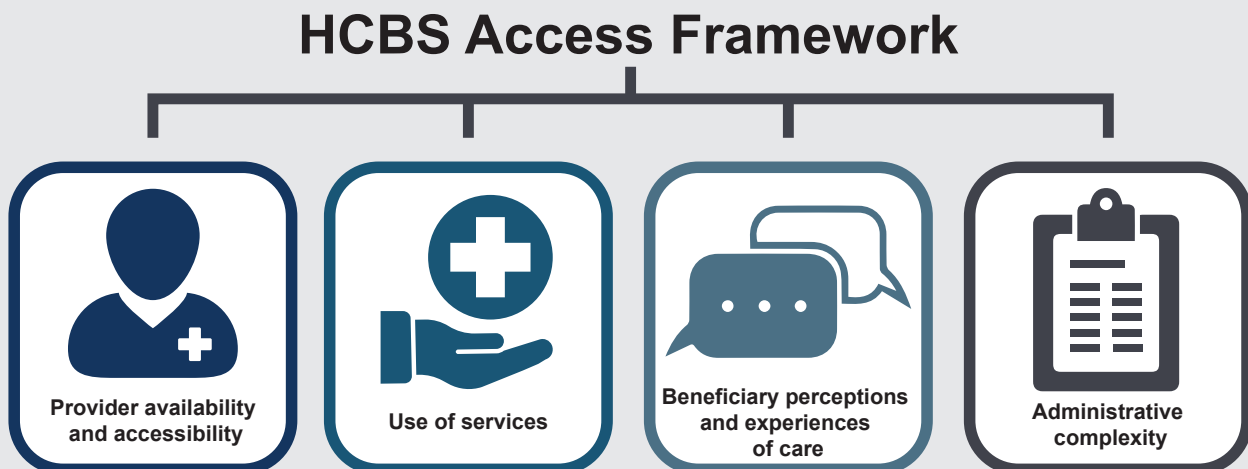 HCBS Access Framework
Provider availability
and accessibility
Use of services
Beneficiary perceptions
and experiences
of care
Administrative
complexity